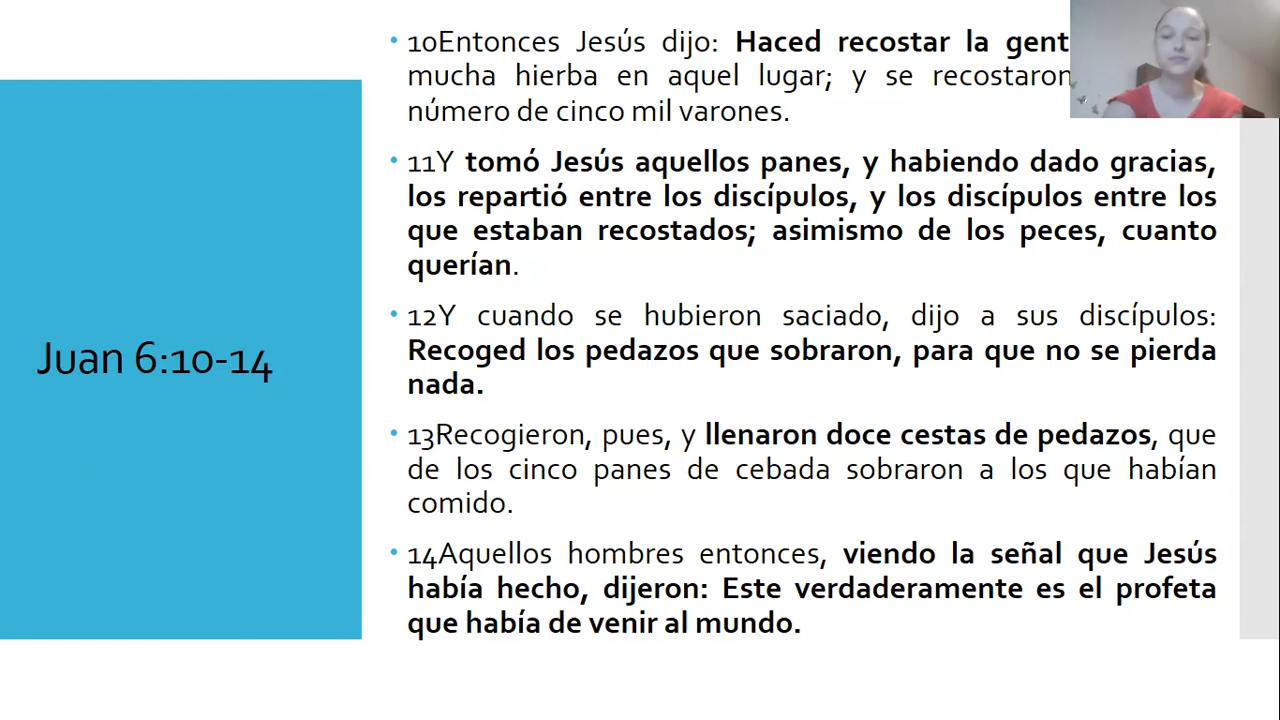 Juan 6:10-14
• 10Entonces Jesús dijo: Haced recostar la gent
mucha hierba en aquel lugar; y se recostaron
número de cinco mil varones.
• 11Y tomó Jesús aquellos panes, y habiendo dado gracias,
los repartió entre los discípulos, y los discípulos entre los
que estaban recostados; asimismo de los peces, cuanto
querían.
• 12Y cuando se hubieron saciado, dijo a sus discípulos:
Recoged los pedazos que sobraron, para que no se pierda
nada.
• 13Recogieron, pues, y llenaron doce cestas de pedazos, que
de los cinco panes de cebada sobraron a los que habían
comido.
• 14Aquellos hombres entonces, viendo la señal que Jesús
había hecho, dijeron: Este verdaderamente es el profeta
que había de venir al mundo.